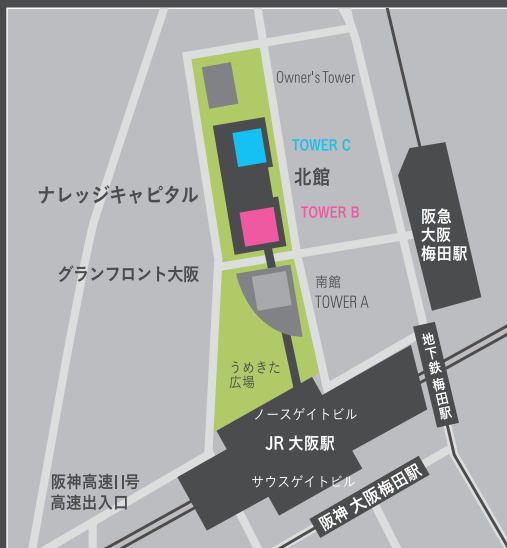 Owner's Tower
TOWER C
北館
ナレッジキャピタル
TOWER B
阪急
大阪
梅田駅
グランフロント大阪
南館
TOWER A
うめきた
広場
地下鉄 梅田駅
ノースゲイトビル
JR 大阪駅
サウスゲイトビル
阪神高速11号
高速出入口
阪神 大阪梅田駅